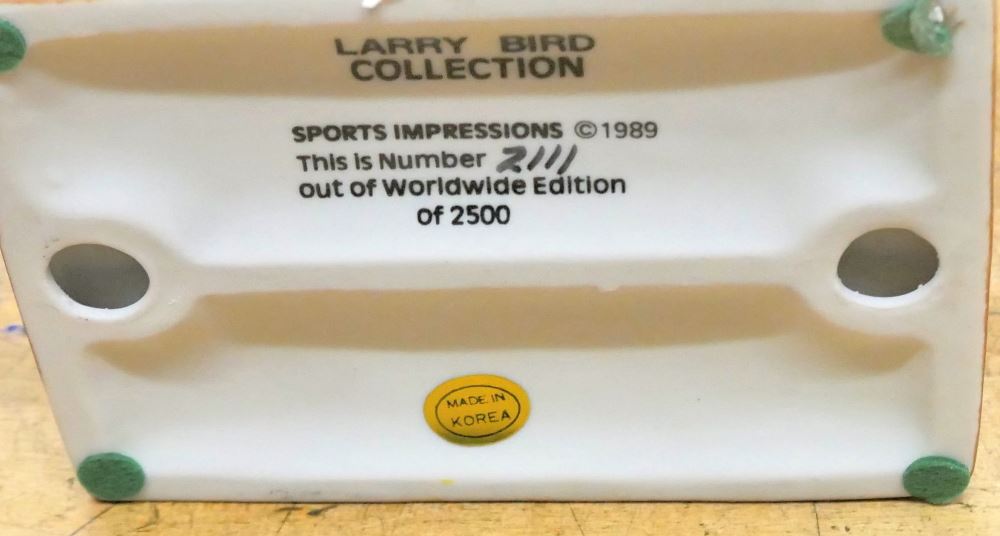 LARRY BIRD
COLLECTION
SPORTS IMPRESSIONS ©1989
This is Number 2111
out of Worldwide Edition
of 2500
MADE IN
KOREA